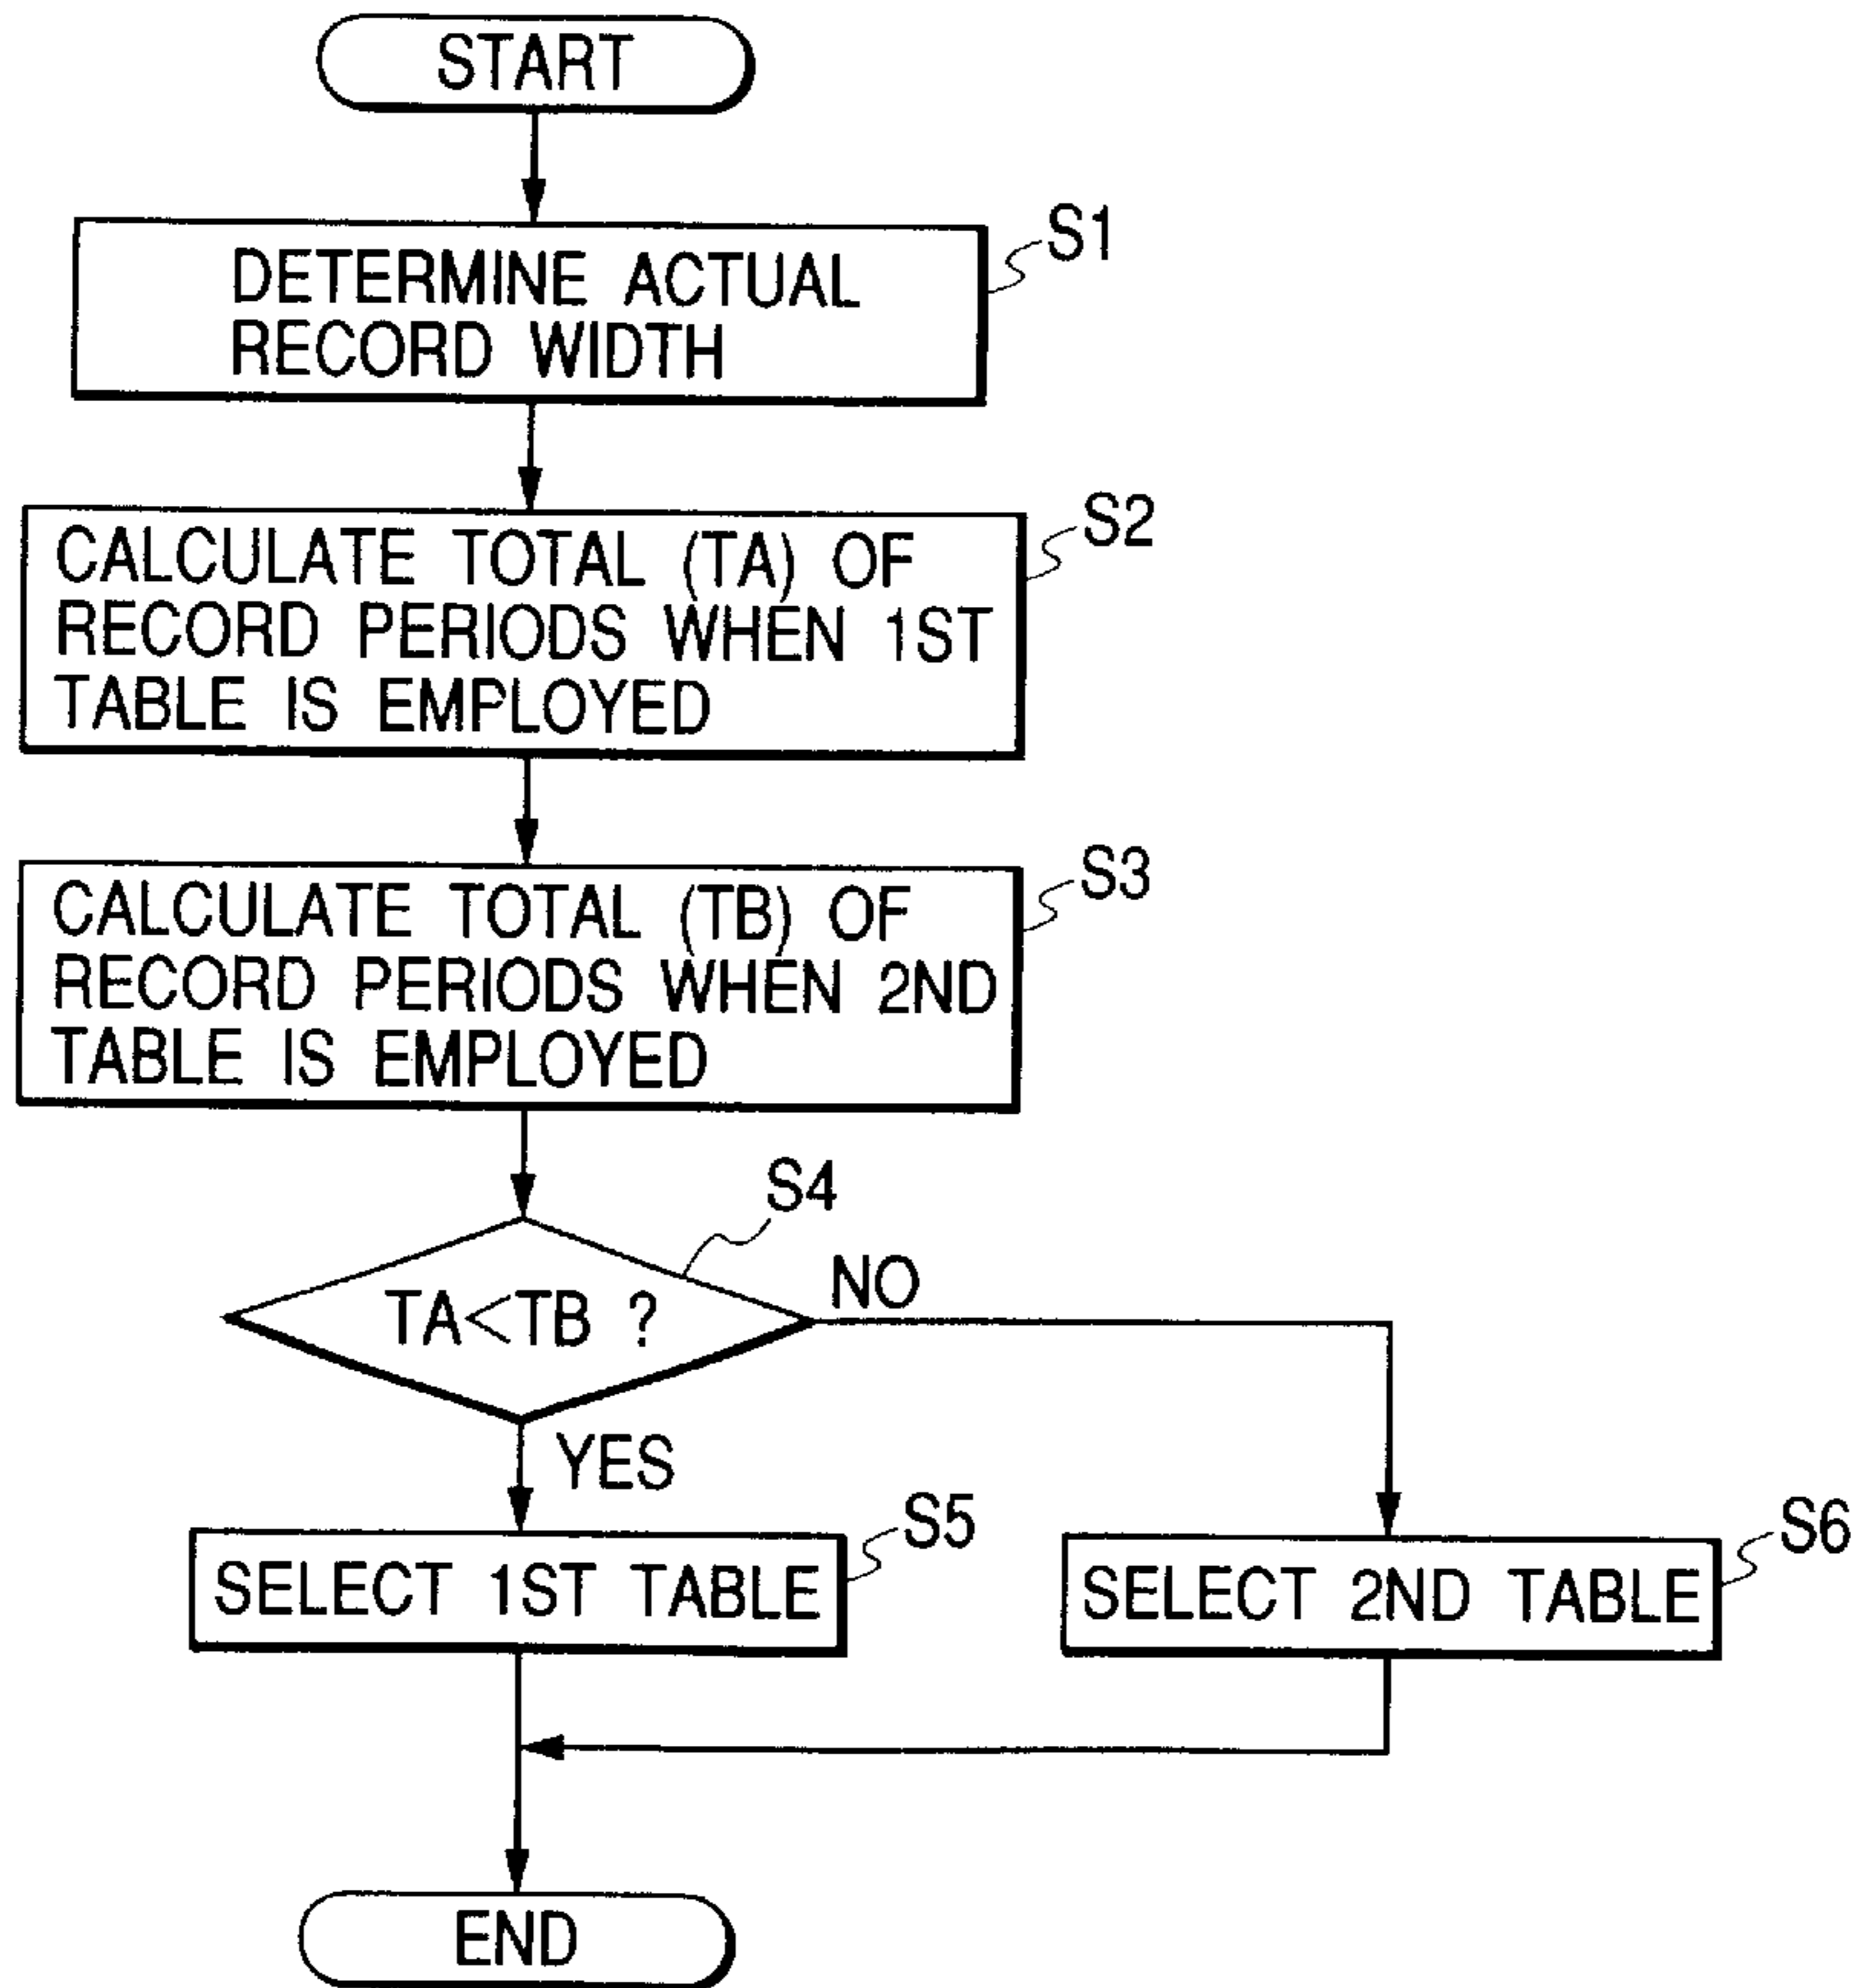 START
DETERMINE ACTUAL
RECORD WIDTH
S1
CALCULATE TOTAL (TA) OF
RECORD PERIODS WHEN 1ST
TABLE IS EMPLOYED
S2
CALCULATE TOTAL (TB) OF
RECORD PERIODS WHEN 2ND
TABLE IS EMPLOYED
S3
S4
TA<TB ?
NO
YES
SELECT 1ST TABLE
S5
SELECT 2ND TABLE
S6
END